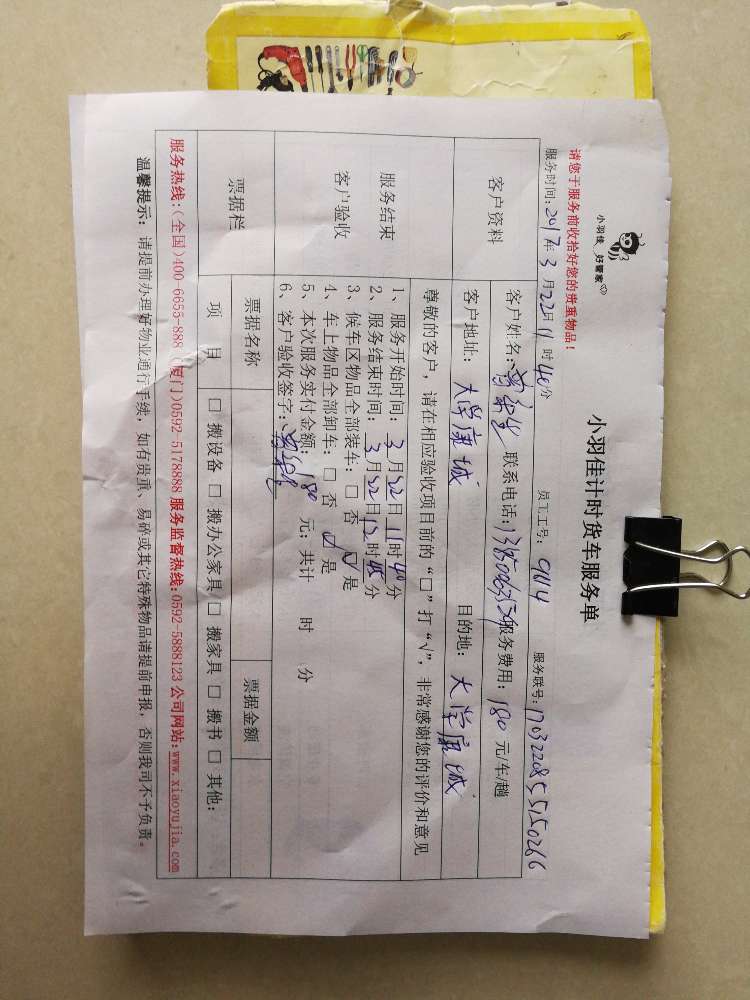 小羽佳 好管家
小羽佳计时货车服务单
请您于服务前收拾好您的贵重物品！
服务时间：2017年3月22日11时40分 员工工号：9614 服务联号：170322855150266
客户资料
客户姓名： 联系电话： 服务费用：180元/车/趟
客户地址：大学康城 目的地：大学康城
服务结束
客户验收
尊敬的客户，请在相应验收项目前的“□”打“√”，非常感谢您的评价和意见
1、服务开始时间：3月22日11时40分
2、服务结束时间：3月22日12时45分
3、候车区物品全部装车：□ 否 √ 是
4、车上物品全部卸车：□ 否 √ 是
5、本次服务实付金额：180元；共计 时 分
6、客户验收签字：
票据栏
票据名称 票据金额
项 目 □ 搬设备 □ 搬办公家具 □ 搬家具 □ 搬书 □ 其他：
服务热线：(全国)400-6655-888 (厦门)0592-5178888 服务监督热线：0592-5888123 公司网站：www.xiaoyujia.com
温馨提示：请提前办理好物业通行手续，如有贵重、易碎或其它特殊物品请提前申报，否则我司不予负责。